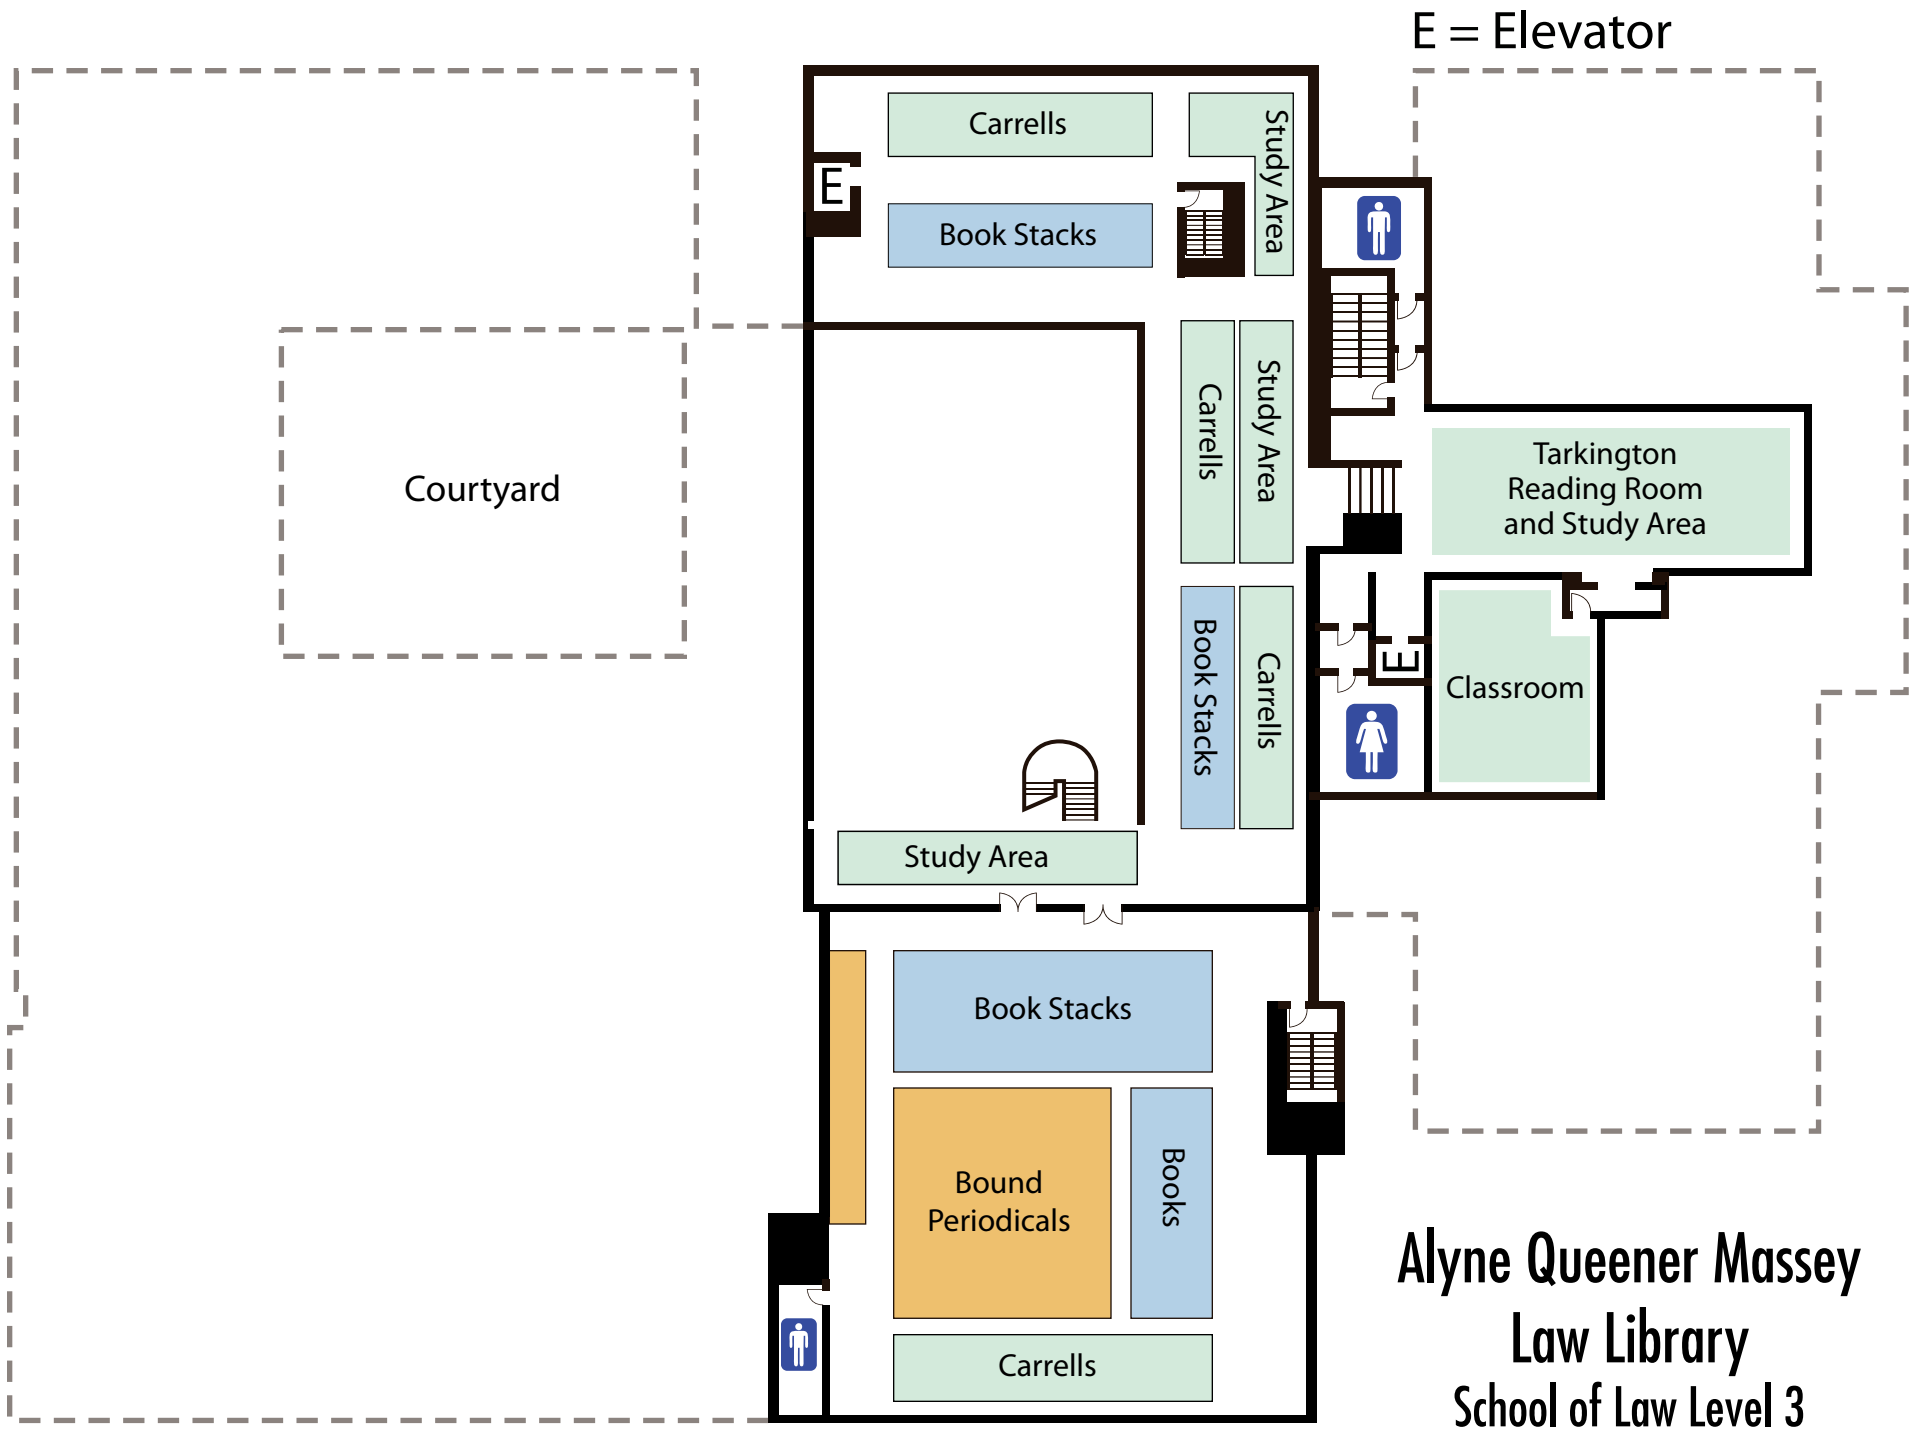 E = Elevator
Carrells
Study Area
E
Book Stacks
Carrells
Study Area
Courtyard
Tarkington
Reading Room
and Study Area
Book Stacks
Carrells
E
Classroom
Study Area
Book Stacks
Bound
Periodicals
Books
Carrells
Alyne Queener Massey
Law Library
School of Law Level 3